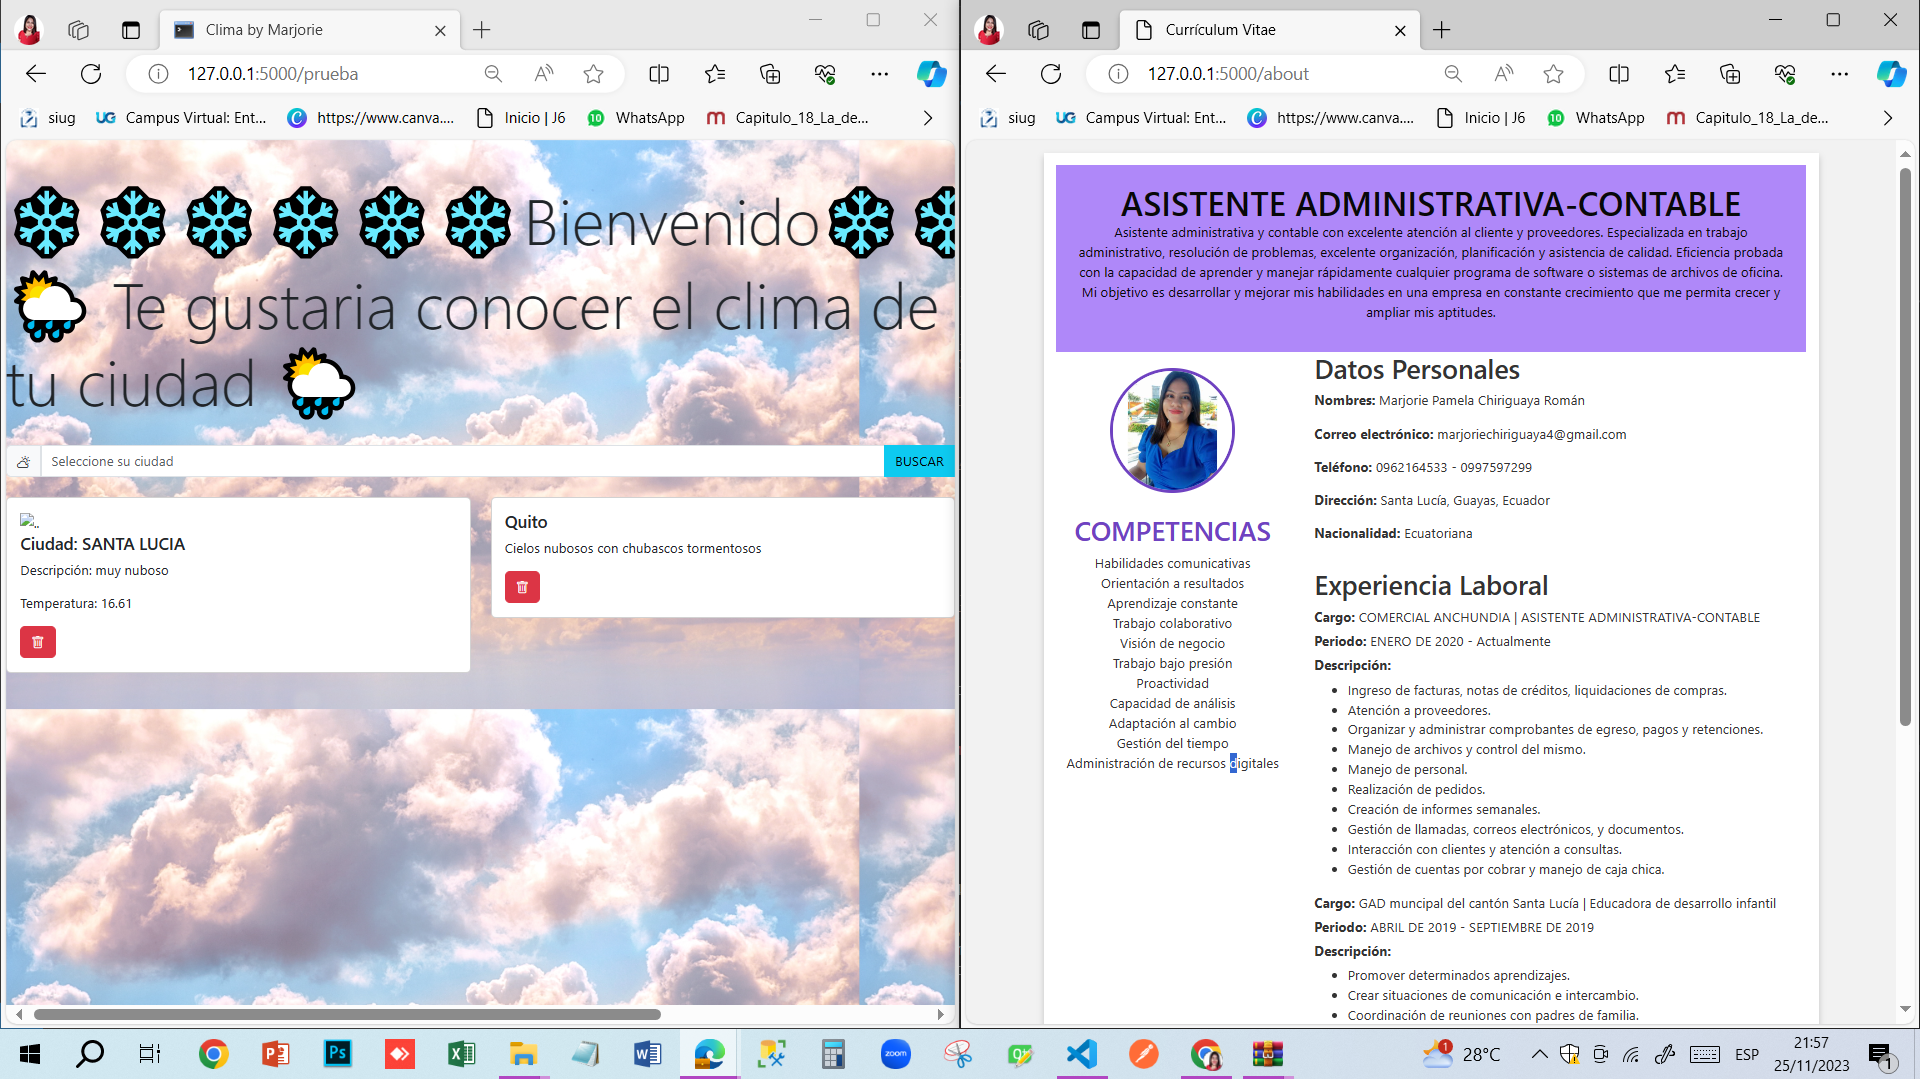 Clima by Marjorie
127.0.0.1:5000/prueba
siug
Campus Virtual: Ent...
https://www.canva....
Inicio | J6
WhatsApp
Capitulo_18_La_de...
Bienvenido
Te gustaria conocer el clima de
tu ciudad
Seleccione su ciudad
BUSCAR
Ciudad: SANTA LUCIA
Descripción: muy nuboso
Temperatura: 16.61
Quito
Cielos nubosos con chubascos tormentosos
Currículum Vitae
127.0.0.1:5000/about
siug
Campus Virtual: Ent...
https://www.canva....
Inicio | J6
WhatsApp
Capitulo_18_La_de...
ASISTENTE ADMINISTRATIVA-CONTABLE
Asistente administrativa y contable con excelente atención al cliente y proveedores. Especializada en trabajo
administrativo, resolución de problemas, excelente organización, planificación y asistencia de calidad. Eficiencia probada
con la capacidad de aprender y manejar rápidamente cualquier programa de software o sistemas de archivos de oficina.
Mi objetivo es desarrollar y mejorar mis habilidades en una empresa en constante crecimiento que me permita crecer y
ampliar mis aptitudes.
COMPETENCIAS
Habilidades comunicativas
Orientación a resultados
Aprendizaje constante
Trabajo colaborativo
Visión de negocio
Trabajo bajo presión
Proactividad
Capacidad de análisis
Adaptación al cambio
Gestión del tiempo
Administración de recursos digitales
Datos Personales
Nombres: Marjorie Pamela Chiriguaya Román
Correo electrónico: marjoriechiriguaya4@gmail.com
Teléfono: 0962164533 - 0997597299
Dirección: Santa Lucía, Guayas, Ecuador
Nacionalidad: Ecuatoriana
Experiencia Laboral
Cargo: COMERCIAL ANCHUNDIA | ASISTENTE ADMINISTRATIVA-CONTABLE
Periodo: ENERO DE 2020 - Actualmente
Descripción:
Ingreso de facturas, notas de créditos, liquidaciones de compras.
Atención a proveedores.
Organizar y administrar comprobantes de egreso, pagos y retenciones.
Manejo de archivos y control del mismo.
Manejo de personal.
Realización de pedidos.
Creación de informes semanales.
Gestión de llamadas, correos electrónicos, y documentos.
Interacción con clientes y atención a consultas.
Gestión de cuentas por cobrar y manejo de caja chica.
Cargo: GAD muncipal del cantón Santa Lucía | Educadora de desarrollo infantil
Periodo: ABRIL DE 2019 - SEPTIEMBRE DE 2019
Descripción:
Promover determinados aprendizajes.
Crear situaciones de comunicación e intercambio.
Coordinación de reuniones con padres de familia.
28°C
ESP
21:57
25/11/2023
1